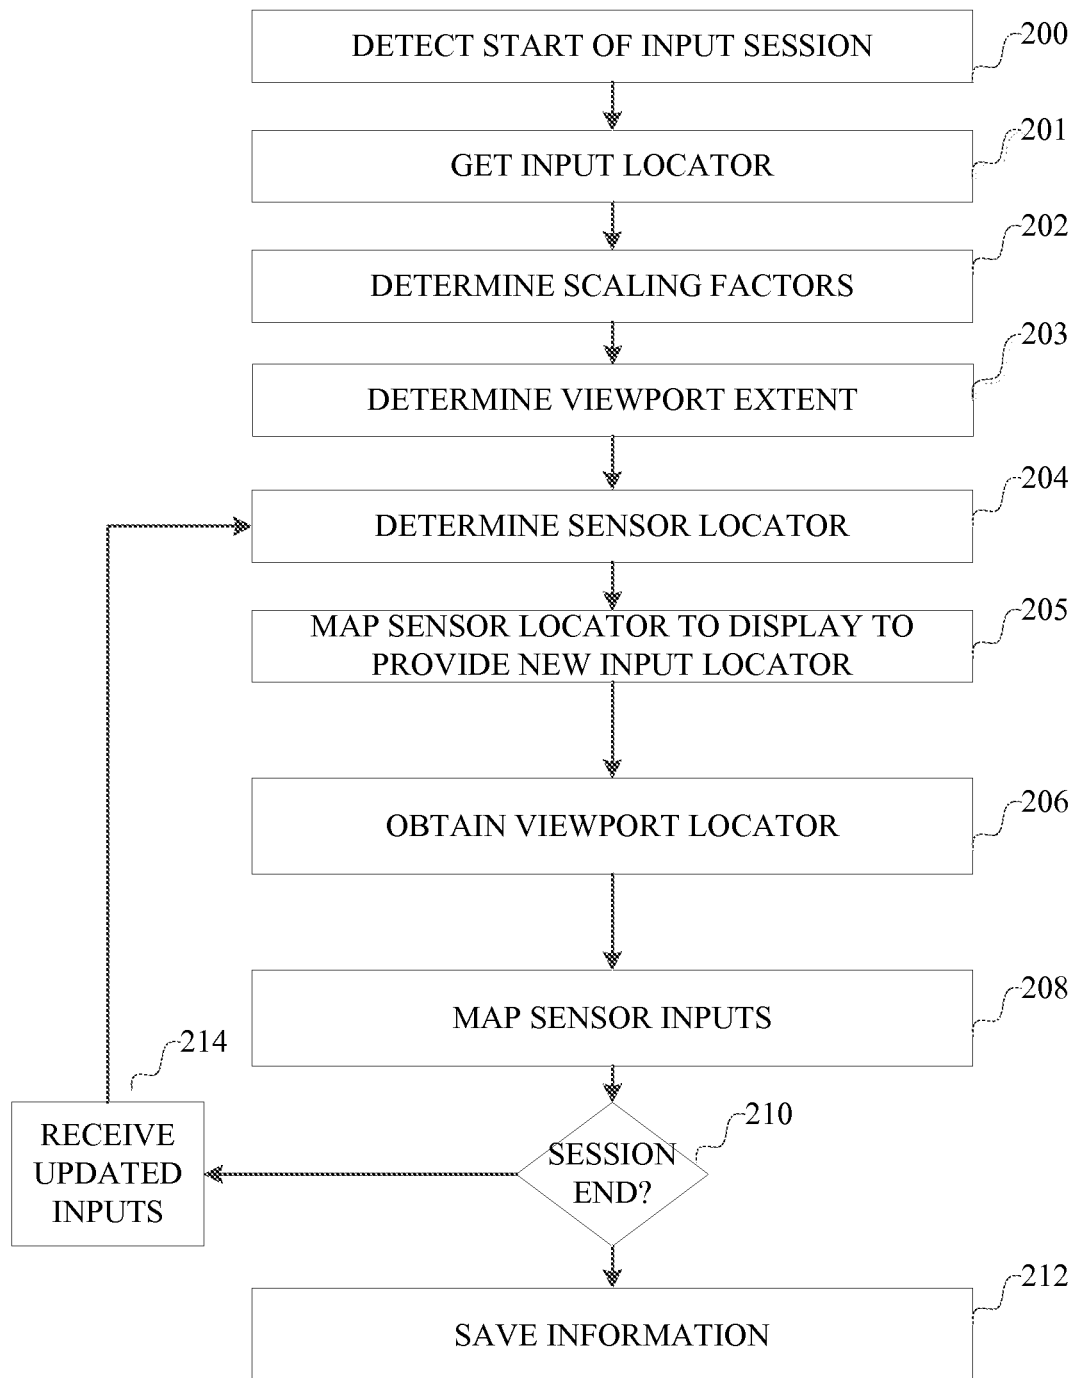 DETECT START OF INPUT SESSION
200
GET INPUT LOCATOR
201
DETERMINE SCALING FACTORS
202
DETERMINE VIEWPORT EXTENT
203
DETERMINE SENSOR LOCATOR
204
MAP SENSOR LOCATOR TO DISPLAY TO
PROVIDE NEW INPUT LOCATOR
205
OBTAIN VIEWPORT LOCATOR
206
MAP SENSOR INPUTS
208
SESSION
END?
210
RECEIVE
UPDATED
INPUTS
214
SAVE INFORMATION
212